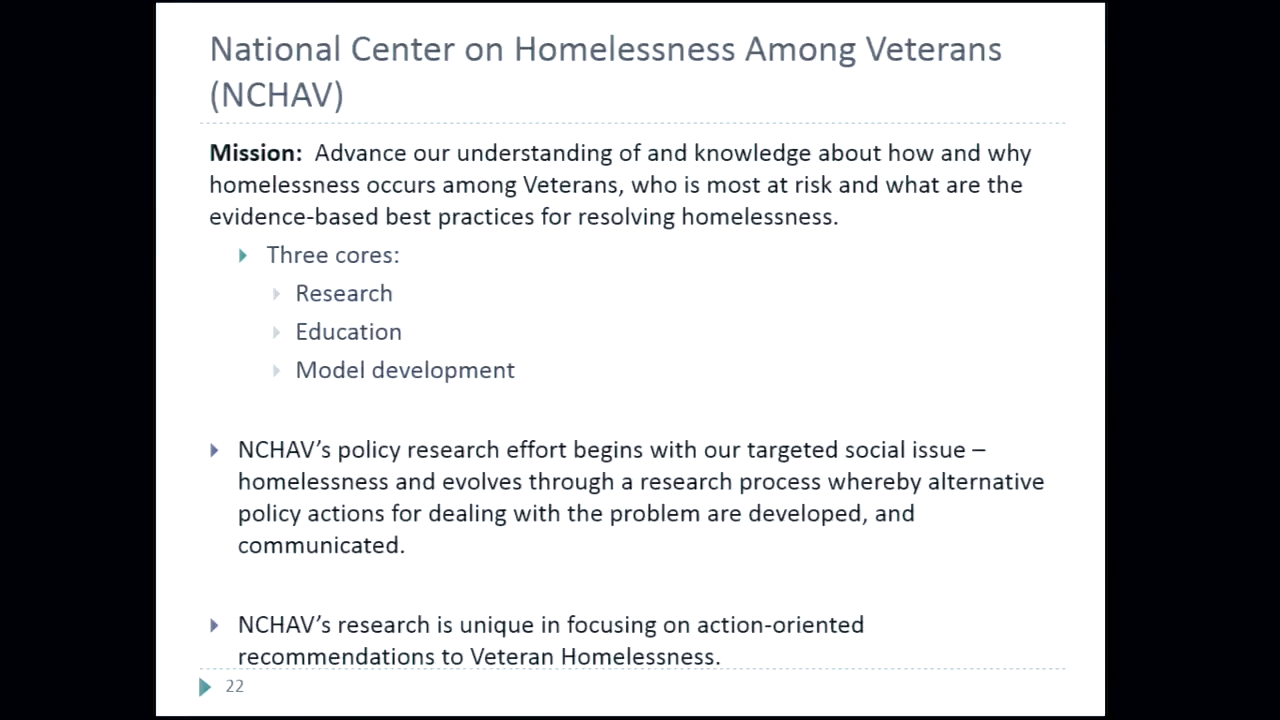 National Center on Homelessness Among Veterans
(NCHAV)
Mission: Advance our understanding of and knowledge about how and why
homelessness occurs among Veterans, who is most at risk and what are the
evidence-based best practices for resolving homelessness.
Three cores:
Research
Education
Model development
NCHAV’s policy research effort begins with our targeted social issue –
homelessness and evolves through a research process whereby alternative
policy actions for dealing with the problem are developed, and
communicated.
NCHAV’s research is unique in focusing on action-oriented
recommendations to Veteran Homelessness.
22